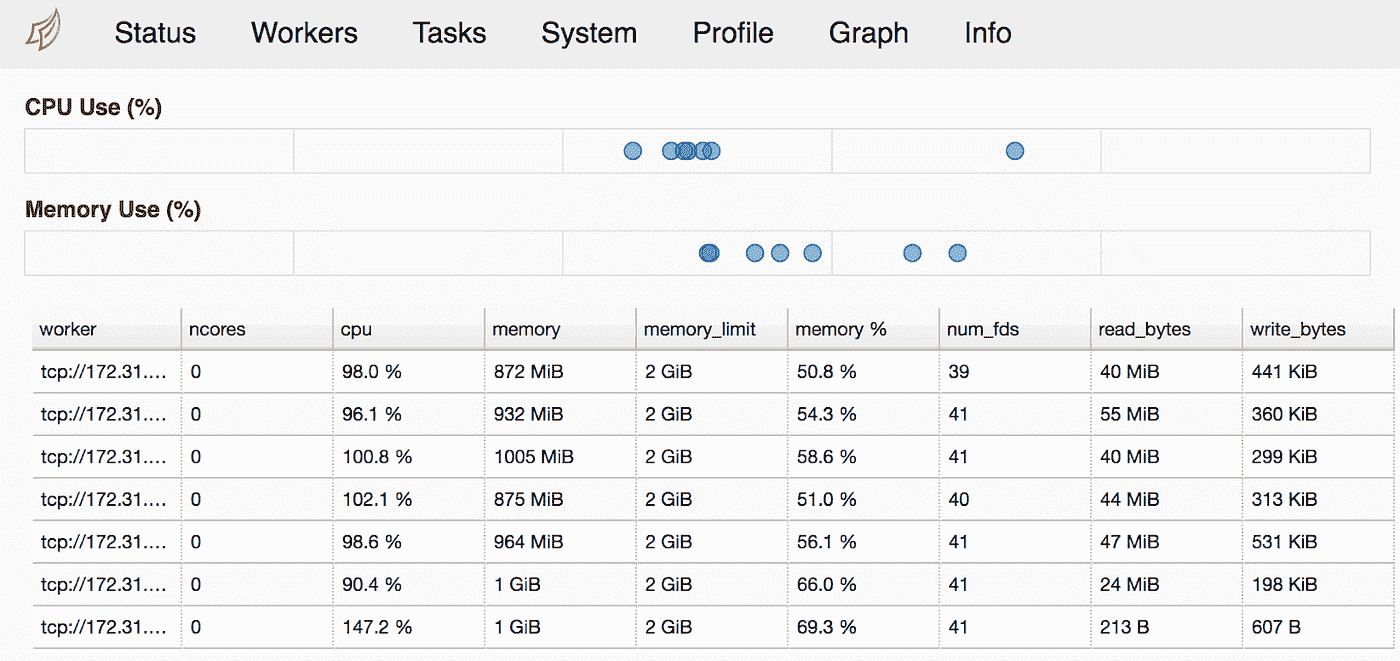 Status Workers Tasks System Profile Graph Info
CPU Use (%)
Memory Use (%)
worker ncores cpu memory memory_limit memory % num_fds read_bytes write_bytes
tcp://172.31.… 0 98.0 % 872 MiB 2 GiB 50.8 % 39 40 MiB 441 KiB
tcp://172.31.… 0 96.1 % 932 MiB 2 GiB 54.3 % 41 55 MiB 360 KiB
tcp://172.31.… 0 100.8 % 1005 MiB 2 GiB 58.6 % 41 40 MiB 299 KiB
tcp://172.31.… 0 102.1 % 875 MiB 2 GiB 51.0 % 40 44 MiB 313 KiB
tcp://172.31.… 0 98.6 % 964 MiB 2 GiB 56.1 % 41 47 MiB 531 KiB
tcp://172.31.… 0 90.4 % 1 GiB 2 GiB 66.0 % 41 24 MiB 198 KiB
tcp://172.31.… 0 147.2 % 1 GiB 2 GiB 69.3 % 41 213 B 607 B